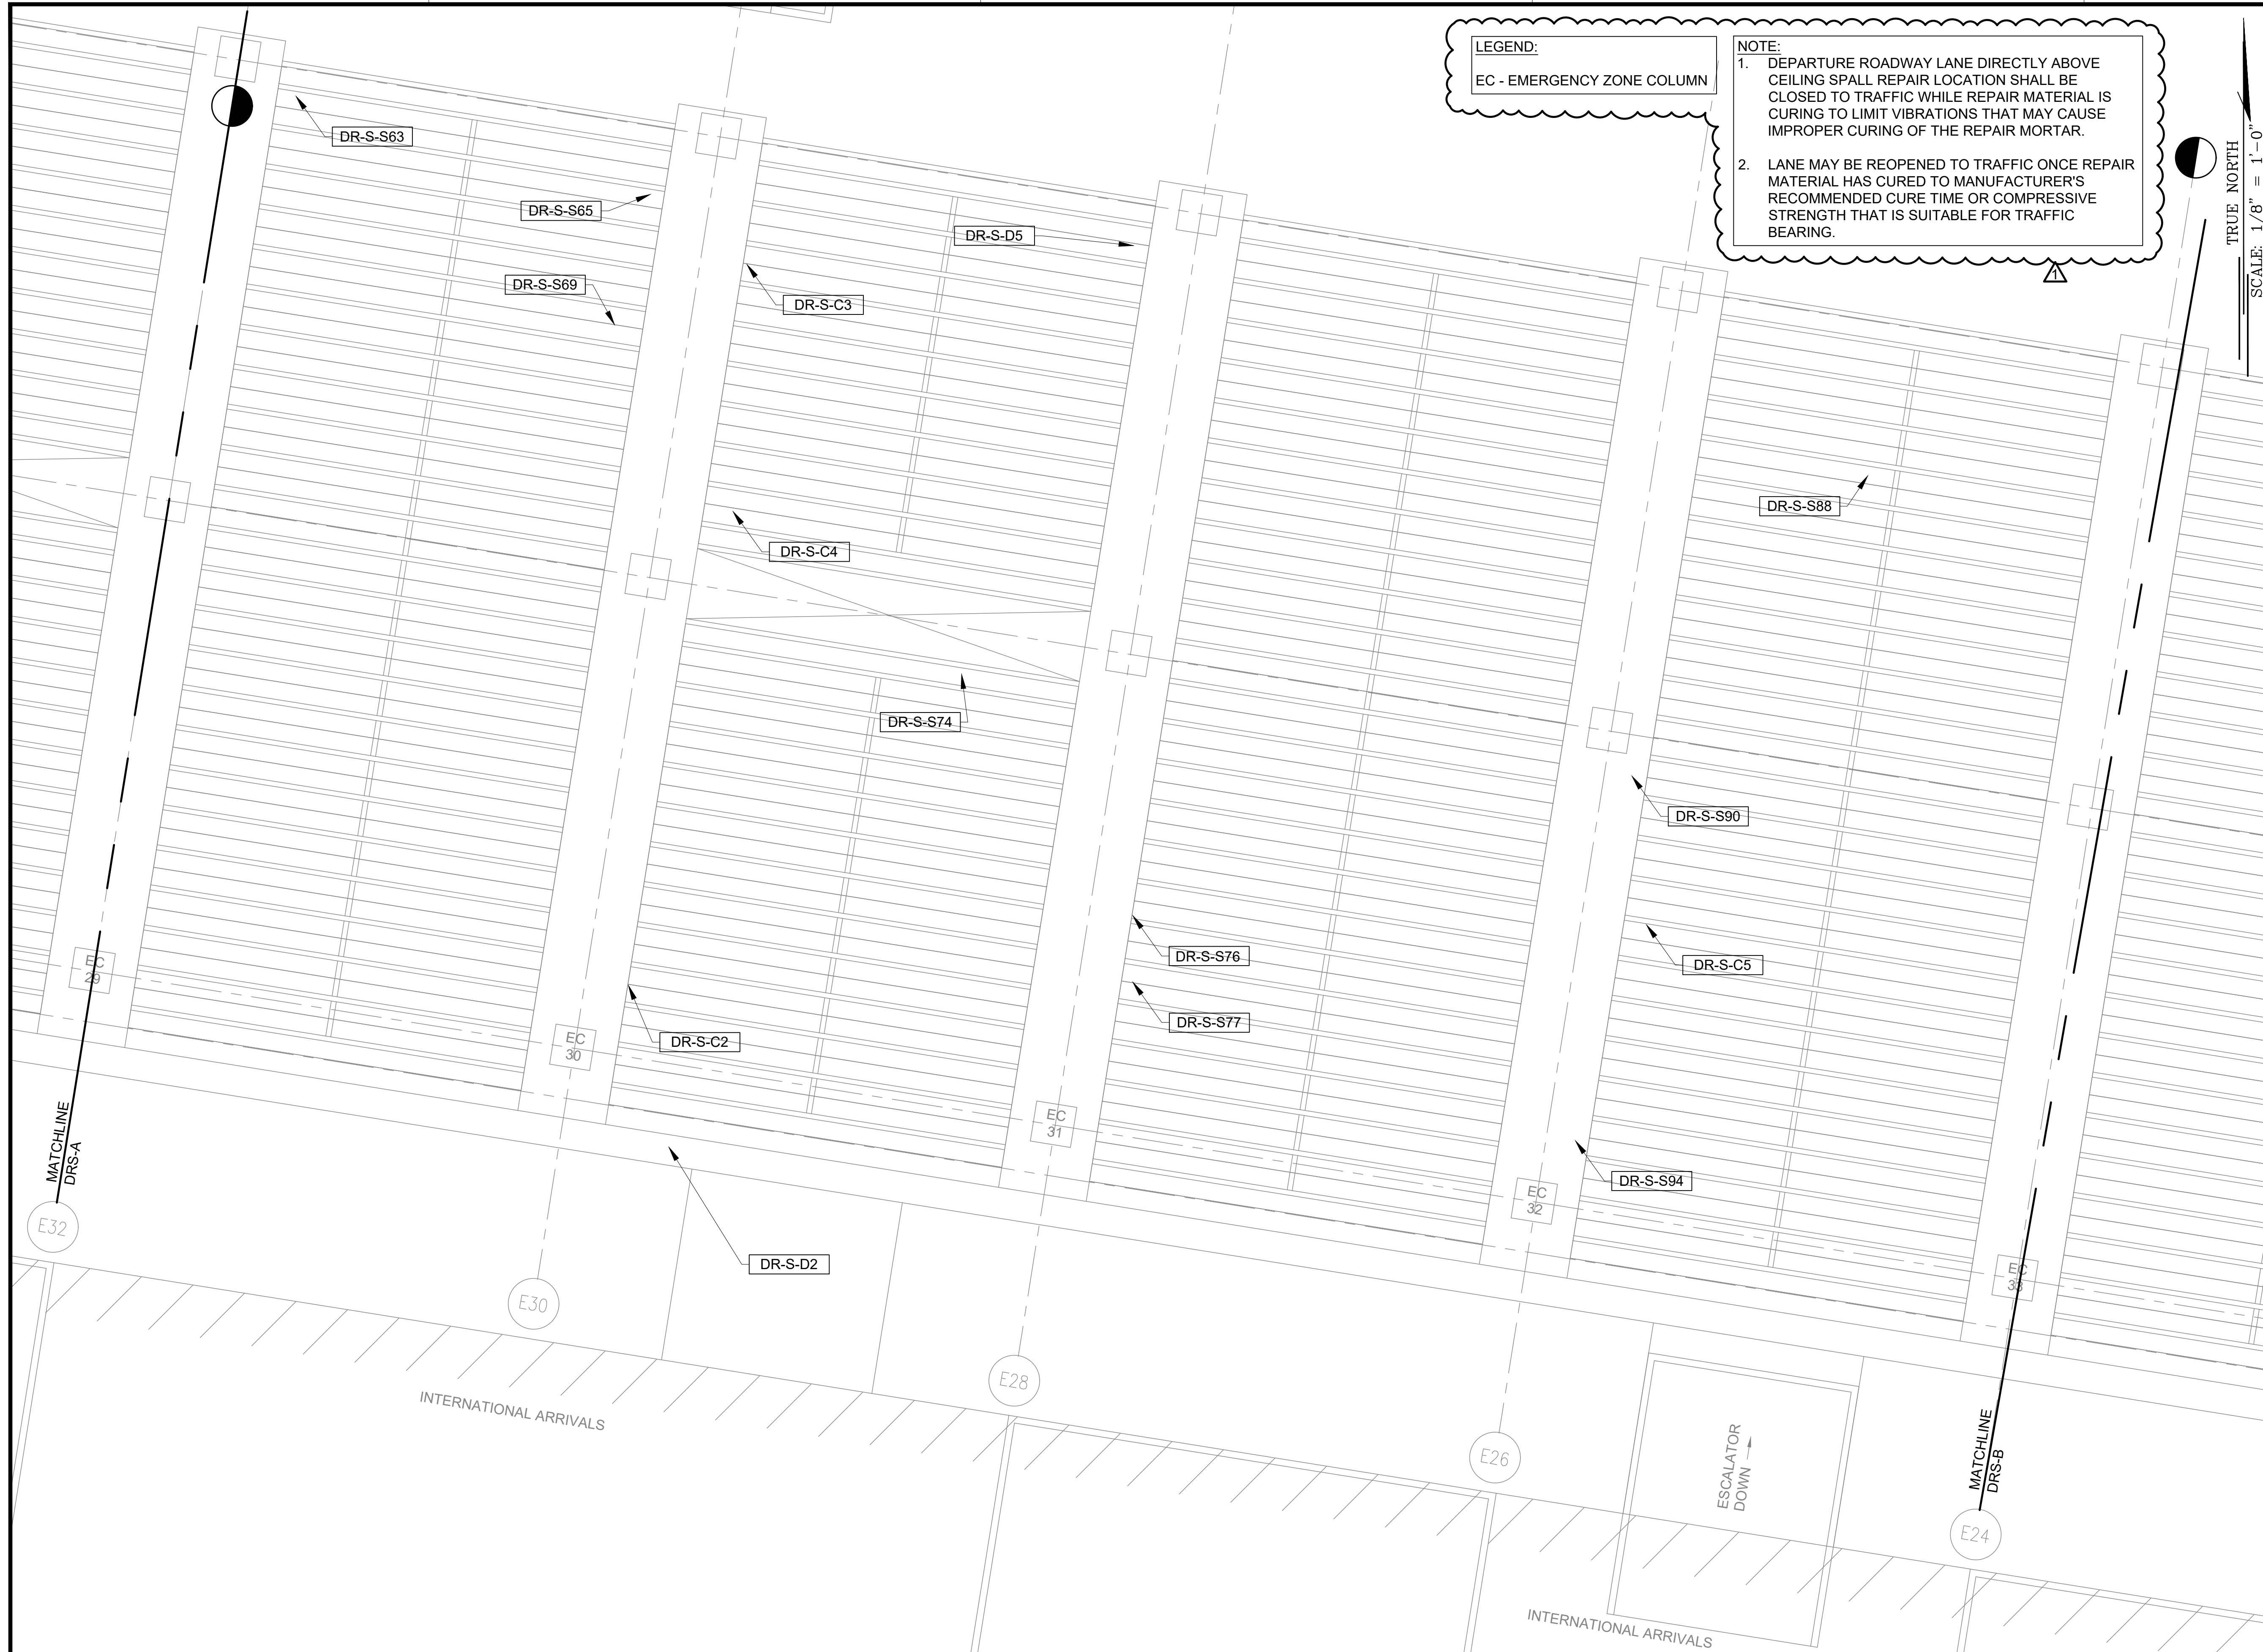 LEGEND:
EC - EMERGENCY ZONE COLUMN
NOTE:
1. DEPARTURE ROADWAY LANE DIRECTLY ABOVE
CEILING SPALL REPAIR LOCATION SHALL BE
CLOSED TO TRAFFIC WHILE REPAIR MATERIAL IS
CURING TO LIMIT VIBRATIONS THAT MAY CAUSE
IMPROPER CURING OF THE REPAIR MORTAR.
2. LANE MAY BE REOPENED TO TRAFFIC ONCE REPAIR
MATERIAL HAS CURED TO MANUFACTURER'S
RECOMMENDED CURE TIME OR COMPRESSIVE
STRENGTH THAT IS SUITABLE FOR TRAFFIC
BEARING.
1
TRUE NORTH
SCALE: 1/8" = 1'-0"
DR-S-S63
DR-S-S65
DR-S-D5
DR-S-S69
DR-S-C3
DR-S-S88
DR-S-C4
DR-S-S74
DR-S-S90
DR-S-S76
DR-S-C5
DR-S-S77
DR-S-C2
DR-S-S94
DR-S-D2
EC
29
EC
30
EC
31
EC
32
EC
33
MATCHLINE
DRS-A
E32
E30
E28
E26
E24
MATCHLINE
DRS-B
INTERNATIONAL ARRIVALS
ESCALATOR
DOWN
INTERNATIONAL ARRIVALS